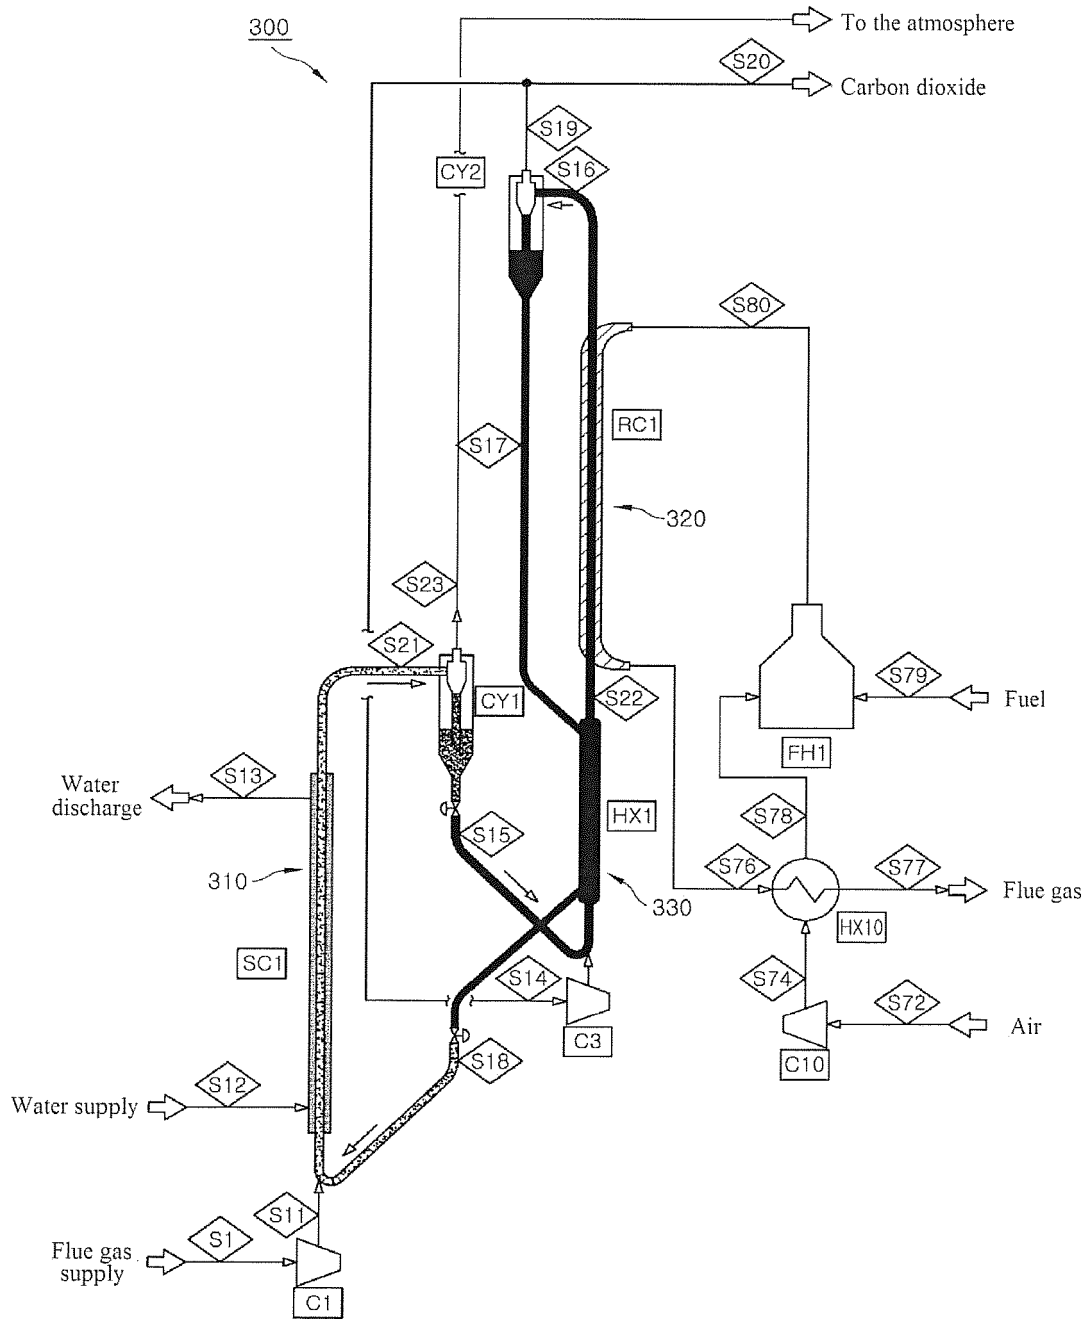 300
To the atmosphere
S20
Carbon dioxide
S19
CY2
S16
S80
RC1
S17
320
S23
S21
S22
S79
Fuel
CY1
FH1
S13
Water
discharge
HX1
S15
S78
310
S76
S77
Flue gas
330
HX10
SC1
S14
S74
S72
Air
C3
C10
S18
S12
Water supply
S11
S1
Flue gas
supply
C1